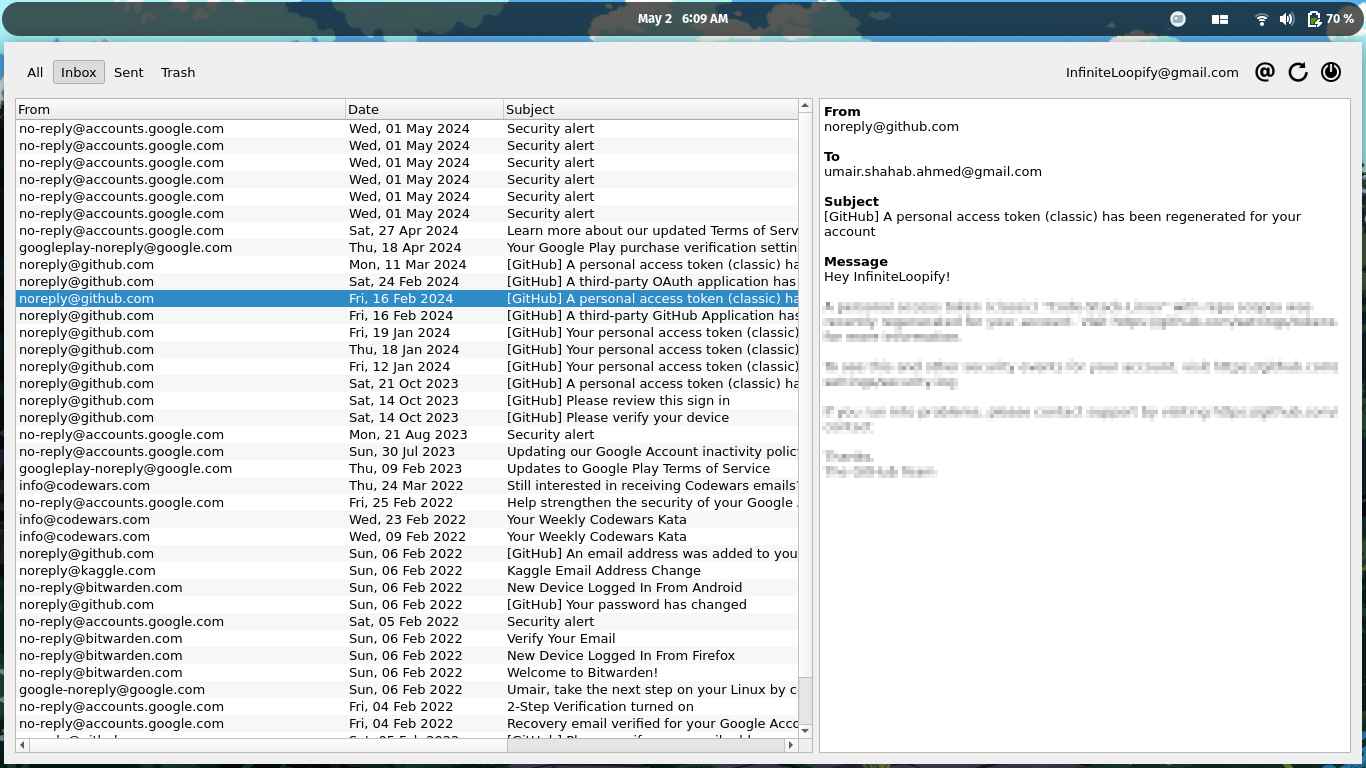 May 2 6:09 AM
70 %
All Inbox Sent Trash
InfiniteLoopify@gmail.com
From Date Subject
no-reply@accounts.google.com Wed, 01 May 2024 Security alert
no-reply@accounts.google.com Wed, 01 May 2024 Security alert
no-reply@accounts.google.com Wed, 01 May 2024 Security alert
no-reply@accounts.google.com Wed, 01 May 2024 Security alert
no-reply@accounts.google.com Wed, 01 May 2024 Security alert
no-reply@accounts.google.com Wed, 01 May 2024 Security alert
no-reply@accounts.google.com Sat, 27 Apr 2024 Learn more about our updated Terms of Serv
googleplay-noreply@google.com Thu, 18 Apr 2024 Your Google Play purchase verification settin
noreply@github.com Mon, 11 Mar 2024 [GitHub] A personal access token (classic) ha
noreply@github.com Sat, 24 Feb 2024 [GitHub] A third-party OAuth application has
noreply@github.com Fri, 16 Feb 2024 [GitHub] A personal access token (classic) ha
noreply@github.com Fri, 16 Feb 2024 [GitHub] A third-party GitHub Application has
noreply@github.com Fri, 19 Jan 2024 [GitHub] Your personal access token (classic)
noreply@github.com Thu, 18 Jan 2024 [GitHub] Your personal access token (classic)
noreply@github.com Fri, 12 Jan 2024 [GitHub] Your personal access token (classic)
noreply@github.com Sat, 21 Oct 2023 [GitHub] A personal access token (classic) ha
noreply@github.com Sat, 14 Oct 2023 [GitHub] Please review this sign in
noreply@github.com Sat, 14 Oct 2023 [GitHub] Please verify your device
no-reply@accounts.google.com Mon, 21 Aug 2023 Security alert
no-reply@accounts.google.com Sun, 30 Jul 2023 Updating our Google Account inactivity polic
googleplay-noreply@google.com Thu, 09 Feb 2023 Updates to Google Play Terms of Service
info@codewars.com Thu, 24 Mar 2022 Still interested in receiving Codewars emails?
no-reply@accounts.google.com Fri, 25 Feb 2022 Help strengthen the security of your Google
info@codewars.com Wed, 23 Feb 2022 Your Weekly Codewars Kata
info@codewars.com Wed, 09 Feb 2022 Your Weekly Codewars Kata
noreply@github.com Sun, 06 Feb 2022 [GitHub] An email address was added to you
noreply@kaggle.com Sun, 06 Feb 2022 Kaggle Email Address Change
no-reply@bitwarden.com Sun, 06 Feb 2022 New Device Logged In From Android
noreply@github.com Sun, 06 Feb 2022 [GitHub] Your password has changed
no-reply@accounts.google.com Sat, 05 Feb 2022 Security alert
no-reply@bitwarden.com Sun, 06 Feb 2022 Verify Your Email
no-reply@bitwarden.com Sun, 06 Feb 2022 New Device Logged In From Firefox
no-reply@bitwarden.com Sun, 06 Feb 2022 Welcome to Bitwarden!
google-noreply@google.com Sun, 06 Feb 2022 Umair, take the next step on your Linux by c
no-reply@accounts.google.com Fri, 04 Feb 2022 2-Step Verification turned on
no-reply@accounts.google.com Fri, 04 Feb 2022 Recovery email verified for your Google Acco
From
noreply@github.com
To
umair.shahab.ahmed@gmail.com
Subject
[GitHub] A personal access token (classic) has been regenerated for your
account
Message
Hey InfiniteLoopify!